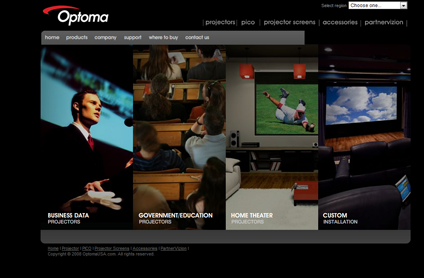 Select region: Choose one...
Optoma
projectors | pico | projector screens | accessories | partnervision |
home products company support where to buy contact us
BUSINESS DATA
PROJECTORS
GOVERNMENT/EDUCATION
PROJECTORS
HOME THEATER
PROJECTORS
CUSTOM
INSTALLATION
Home | Projector | PICO | Projector Screens | Accessories | PartnerVision |
Copyright © 2008 OptomaUSA.com. All rights reserved.